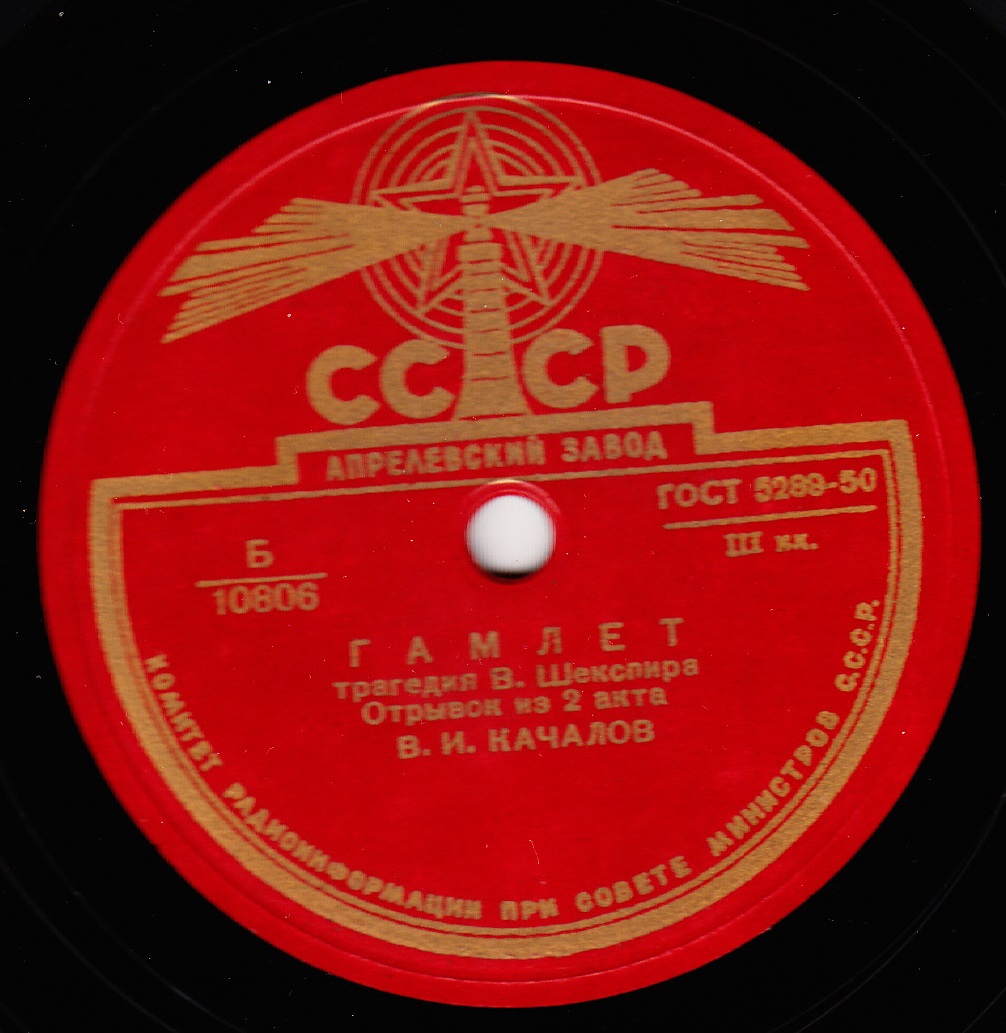 СССР
АПРЕЛЕВСКИЙ ЗАВОД
ГОСТ 5289-50
III кл.
Б
10806
ГАМЛЕТ
трагедия В. Шекспира
Отрывок из 2 акта
В. И. КАЧАЛОВ
КОМИТЕТ РАДИОИНФОРМАЦИИ ПРИ СОВЕТЕ МИНИСТРОВ С.С.С.Р.